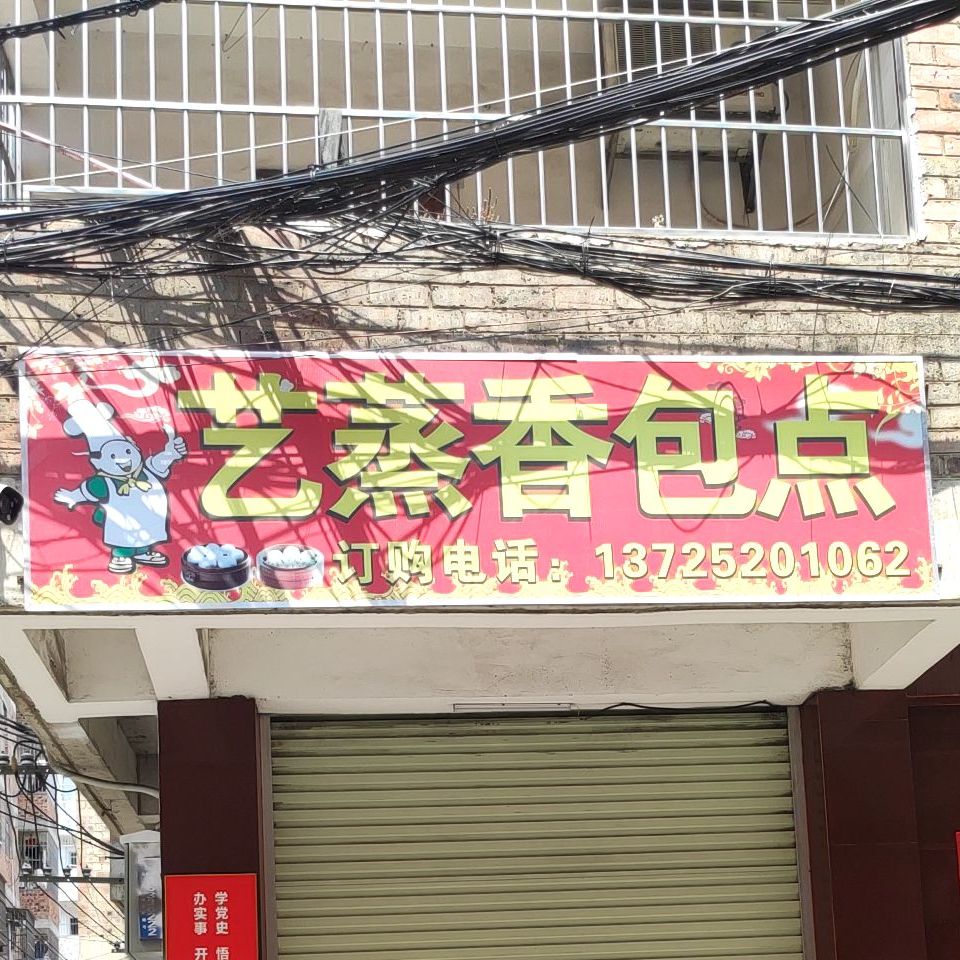 艺蒸香包点
订购电话：13725201062
学党史 悟
办实事 开